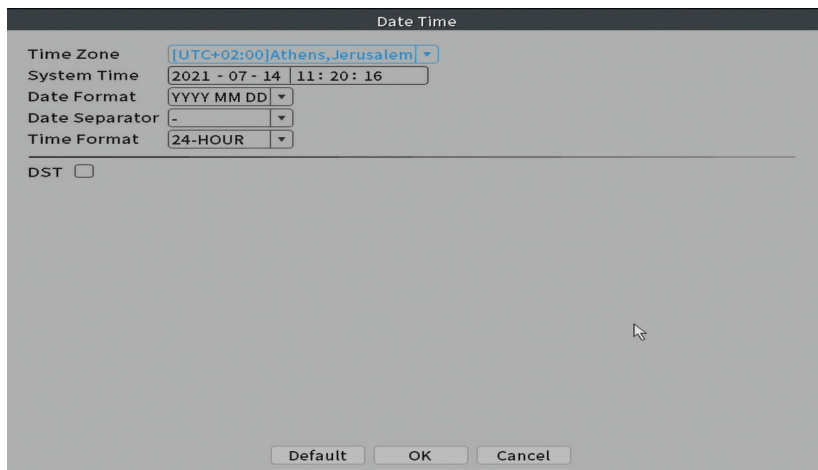 Date Time
Time Zone [UTC+02:00]Athens,Jerusalem
System Time 2021 - 07 - 14 11: 20: 16
Date Format YYYY MM DD
Date Separator -
Time Format 24-HOUR
DST
Default OK Cancel